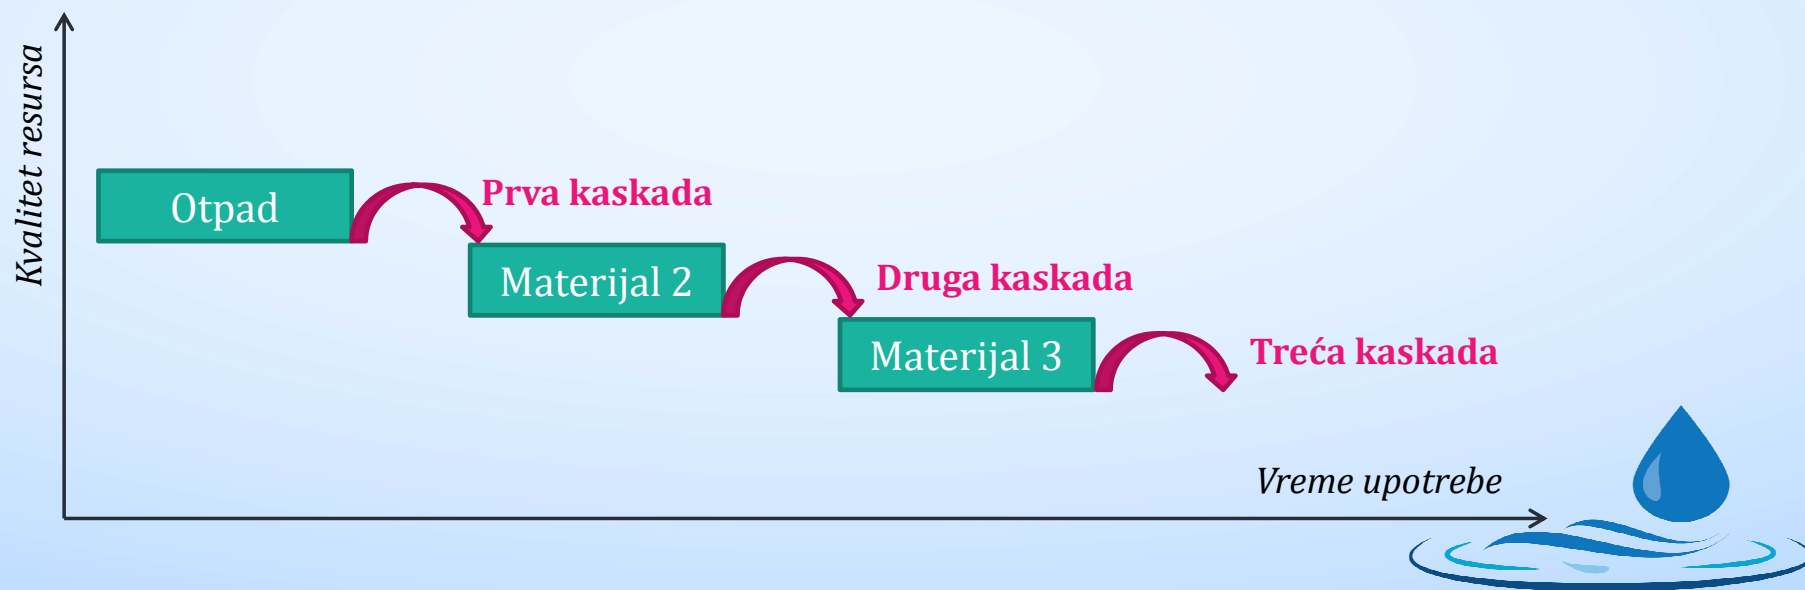 Kvalitet resursa
Otpad
Prva kaskada
Materijal 2
Druga kaskada
Materijal 3
Treća kaskada
Vreme upotrebe